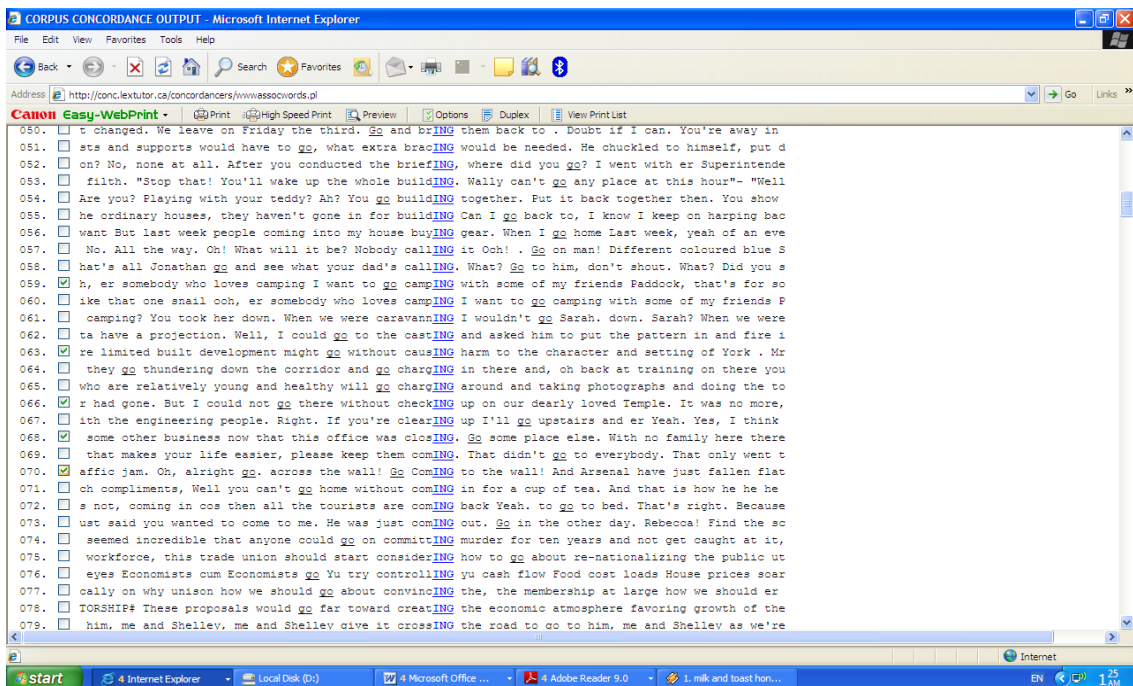 CORPUS CONCORDANCE OUTPUT - Microsoft Internet Explorer
File Edit View Favorites Tools Help
Back Search Favorites
Address http://conc.lextutor.ca/concordancers/wwwassocwords.pl Go Links »
Canon Easy-WebPrint Print High Speed Print Preview Options Duplex View Print List
050. t changed. We leave on Friday the third. Go and brING them back to . Doubt if I can. You're away in
051. sts and supports would have to go, what extra bracING would be needed. He chuckled to himself, put d
052. on? No, none at all. After you conducted the briefING, where did you go? I went with er Superintende
053. filth. "Stop that! You'll wake up the whole buildING. Wally can't go any place at this hour"- "Well
054. Are you? Playing with your teddy? Ah? You go buildING together. Put it back together then. You show
055. he ordinary houses, they haven't gone in for buildING Can I go back to, I know I keep on harping bac
056. want But last week people coming into my house buyING gear. When I go home Last week, yeah of an eve
057. No. All the way. Oh! What will it be? Nobody callING it Och! . Go on man! Different coloured blue S
058. hat's all Jonathan go and see what your dad's callING. What? Go to him, don't shout. What? Did you s
059. h, er somebody who loves camping I want to go campING with some of my friends Paddock, that's for so
060. ike that one snail ooh, er somebody who loves campING I want to go camping with some of my friends P
061. camping? You took her down. When we were caravannING I wouldn't go Sarah. down. Sarah? When we were
062. ta have a projection. Well, I could go to the castING and asked him to put the pattern in and fire i
063. re limited built development might go without causING harm to the character and setting of York . Mr
064. they go thundering down the corridor and go chargING in there and, oh back at training on there you
065. who are relatively young and healthy will go chargING around and taking photographs and doing the to
066. r had gone. But I could not go there without checkING up on our dearly loved Temple. It was no more,
067. ith the engineering people. Right. If you're clearING up I'll go upstairs and er Yeah. Yes, I think
068. some other business now that this office was closING. Go some place else. With no family here there
069. that makes your life easier, please keep them comING. That didn't go to everybody. That only went t
070. affic jam. Oh, alright go. across the wall! Go ComING to the wall! And Arsenal have just fallen flat
071. ch compliments, Well you can't go home without comING in for a cup of tea. And that is how he he he
072. s not, coming in cos then all the tourists are comING back Yeah. to go to bed. That's right. Because
073. ust said you wanted to come to me. He was just comING out. Go in the other day. Rebecca! Find the sc
074. seemed incredible that anyone could go on committING murder for ten years and not get caught at it,
075. workforce, this trade union should start considerING how to go about re-nationalizing the public ut
076. eyes Economists cum Economists go Yu try controllING yu cash flow Food cost loads House prices soar
077. cally on why unison how we should go about convincING the, the membership at large how we should er
078. TORSHIP# These proposals would go far toward creatING the economic atmosphere favoring growth of the
079. him, me and Shelley, me and Shelley give it crossING the road to go to him, me and Shelley as we're
Internet
start 4 Internet Explorer Local Disk (D:) 4 Microsoft Office ... 4 Adobe Reader 9.0 1. milk and toast hon... EN 1 25 AM